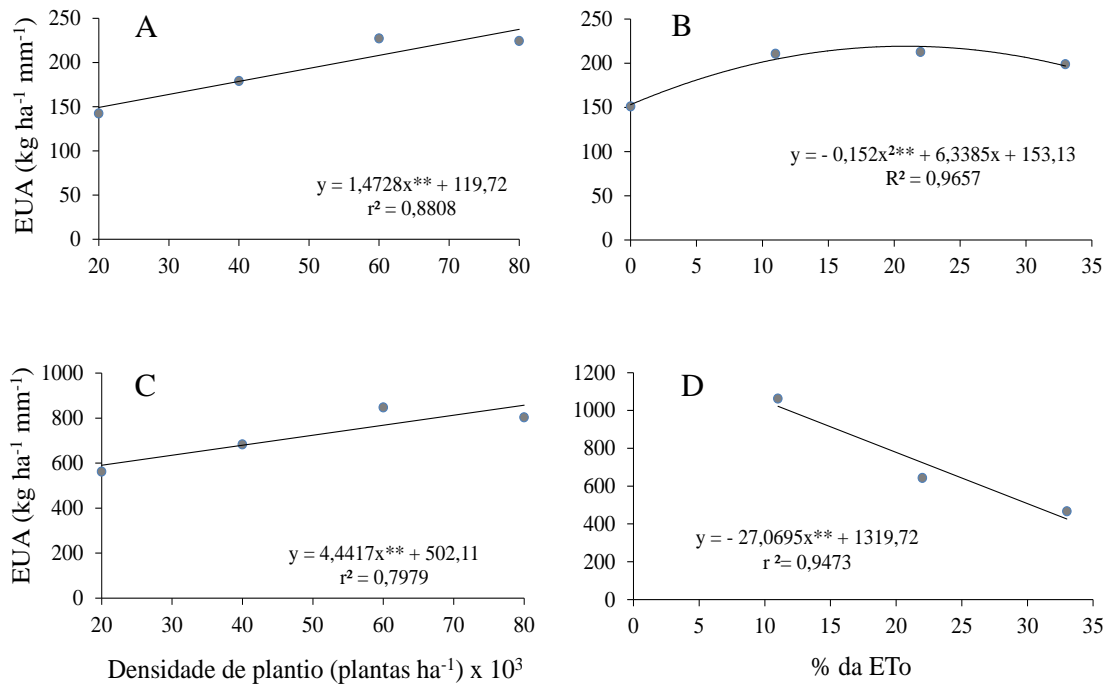 A
EUA (kg ha⁻¹ mm⁻¹)
250
200
150
100
50
0
20 30 40 50 60 70 80
y = 1,4728x** + 119,72
r² = 0,8808
B
250
200
150
100
50
0
0 5 10 15 20 25 30 35
y = - 0,152x²** + 6,3385x + 153,13
R² = 0,9657
C
EUA (kg ha⁻¹ mm⁻¹)
1000
800
600
400
200
0
20 30 40 50 60 70 80
y = 4,4417x** + 502,11
r² = 0,7979
Densidade de plantio (plantas ha⁻¹) x 10³
D
1200
1000
800
600
400
200
0
0 5 10 15 20 25 30 35
y = - 27,0695x** + 1319,72
r ²= 0,9473
% da ETo